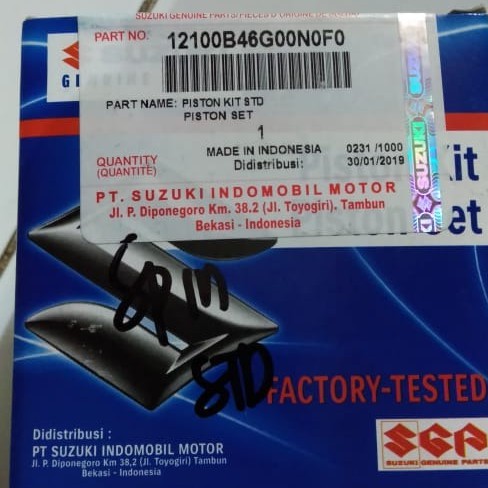 SUZUKI GENUINE PARTS/PIECES D'ORIGINE DE SUZUKI
PART NO. 12100B46G00N0F0
PART NAME: PISTON KIT STD
PISTON SET
1
MADE IN INDONESIA 0231 /1000
QUANTITY
(QUANTITÉ)
Didistribusi: 30/01/2019
PT. SUZUKI INDOMOBIL MOTOR
Jl. P. Diponegoro Km. 38.2 (Jl. Toyogiri). Tambun
Bekasi - Indonesia
SUZUKI
Kit
Set
Spin
STD
FACTORY-TESTED
Didistribusi :
PT SUZUKI INDOMOBIL MOTOR
Jl. P. Diponegoro Km 38,2 (Jl. Toyogiri) Tambun
Bekasi - Indonesia
SGP
SUZUKI GENUINE PARTS